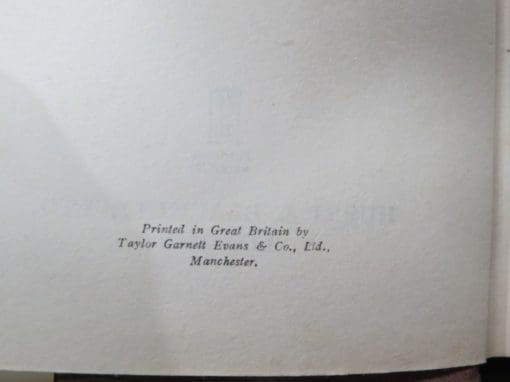 Printed in Great Britain by
Taylor Garnett Evans & Co., Ltd.,
Manchester.